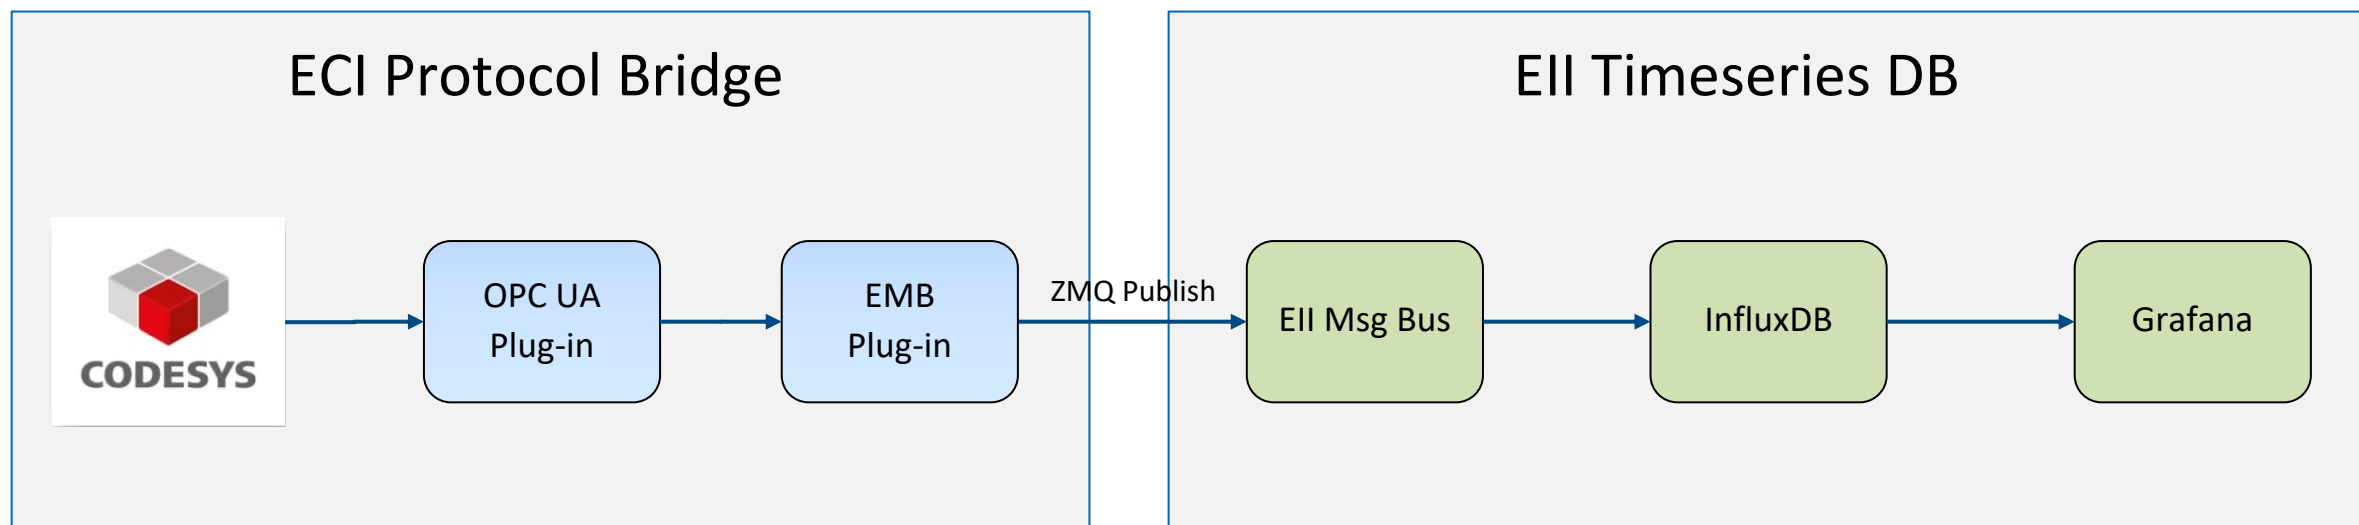 ECI Protocol Bridge
EII Timeseries DB
CODESYS
OPC UA
Plug-in
EMB
Plug-in
ZMQ Publish
EII Msg Bus
InfluxDB
Grafana